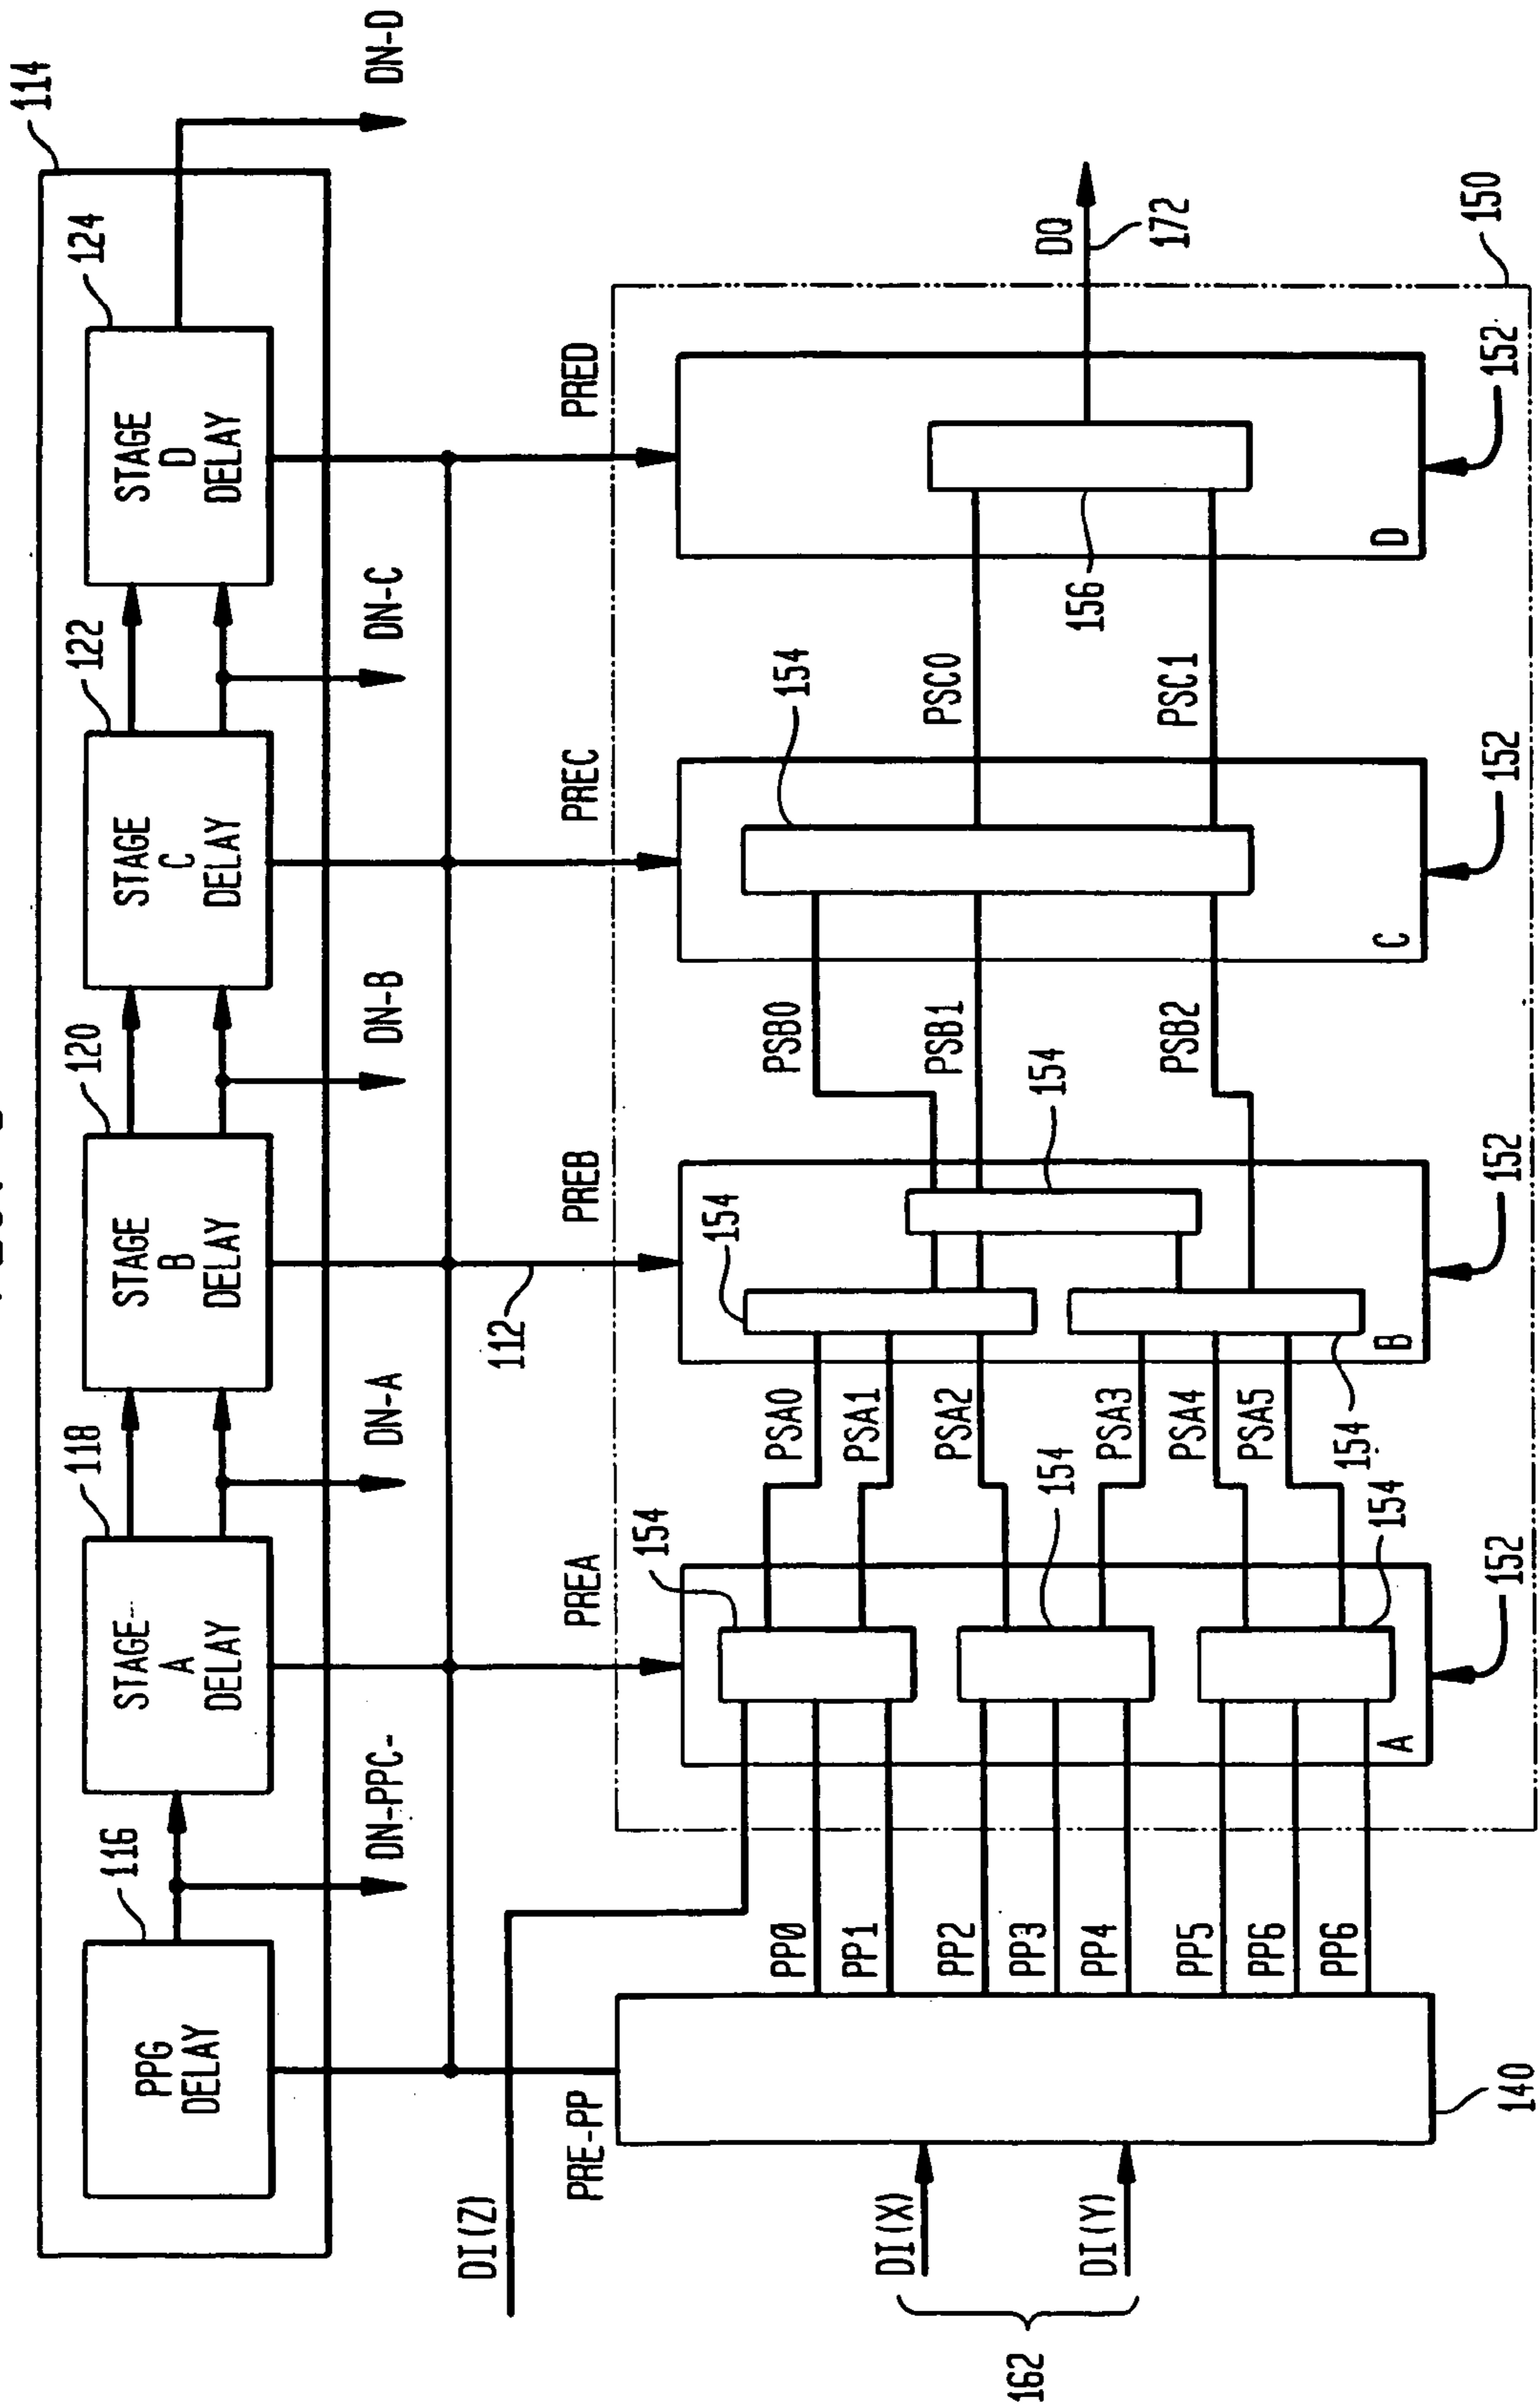 114
116
118
120
122
124
PPG
DELAY
STAGE
A
DELAY
STAGE
B
DELAY
STAGE
C
DELAY
STAGE
D
DELAY
DN-PPC-
DN-A
DN-B
DN-C
DN-D
112
DI(Z)
PRE-PP
PREA
PREB
PREC
PRED
162
DI(X)
DI(Y)
140
PP0
PP1
PP2
PP3
PP4
PP5
PP6
PP6
154
154
154
A
152
PSA0
PSA1
PSA2
PSA3
PSA4
PSA5
154
154
154
B
152
PSB0
PSB1
PSB2
154
C
152
PSC0
PSC1
156
D
152
DQ
172
150